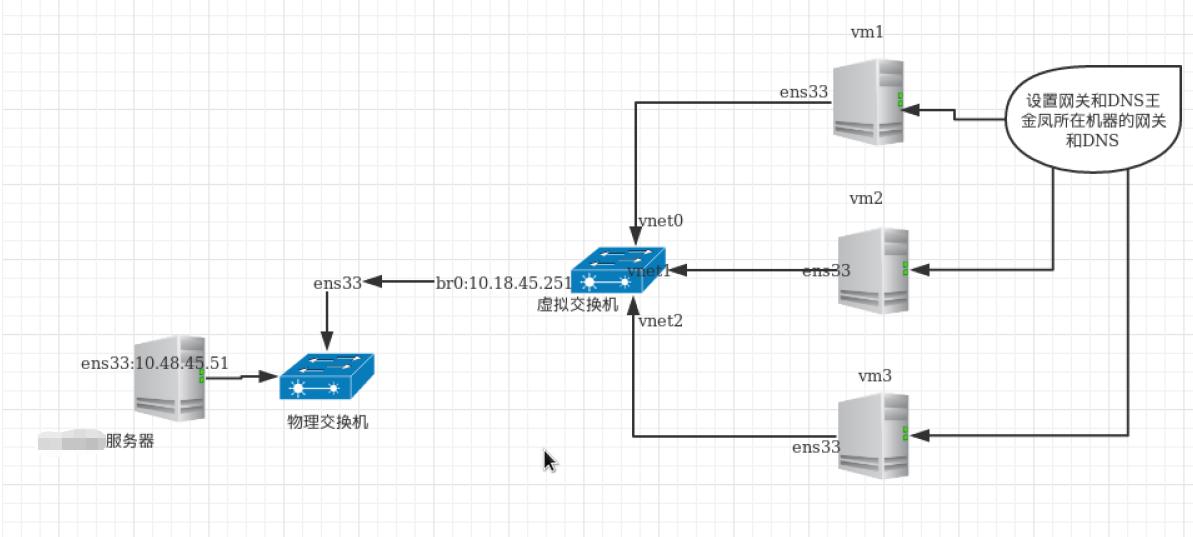 vm1
ens33
设置网关和DNS王
金凤所在机器的网关
和DNS
vm2
vnet0
vnet1
ens33
ens33
br0:10.18.45.251
虚拟交换机
vnet2
ens33:10.48.45.51
vm3
物理交换机
服务器
ens33